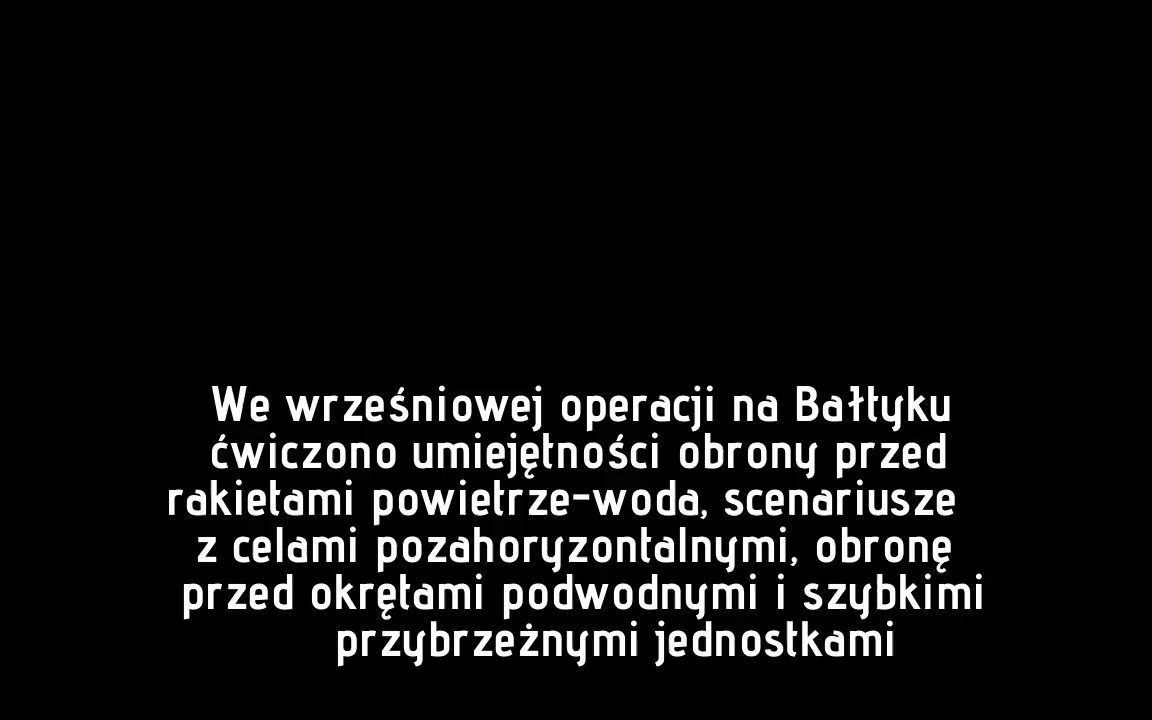 We wrześniowej operacji na Bałtyku
ćwiczono umiejętności obrony przed
rakietami powietrze-woda, scenariusze
z celami pozahoryzontalnymi, obronę
przed okrętami podwodnymi i szybkimi
przybrzeżnymi jednostkami